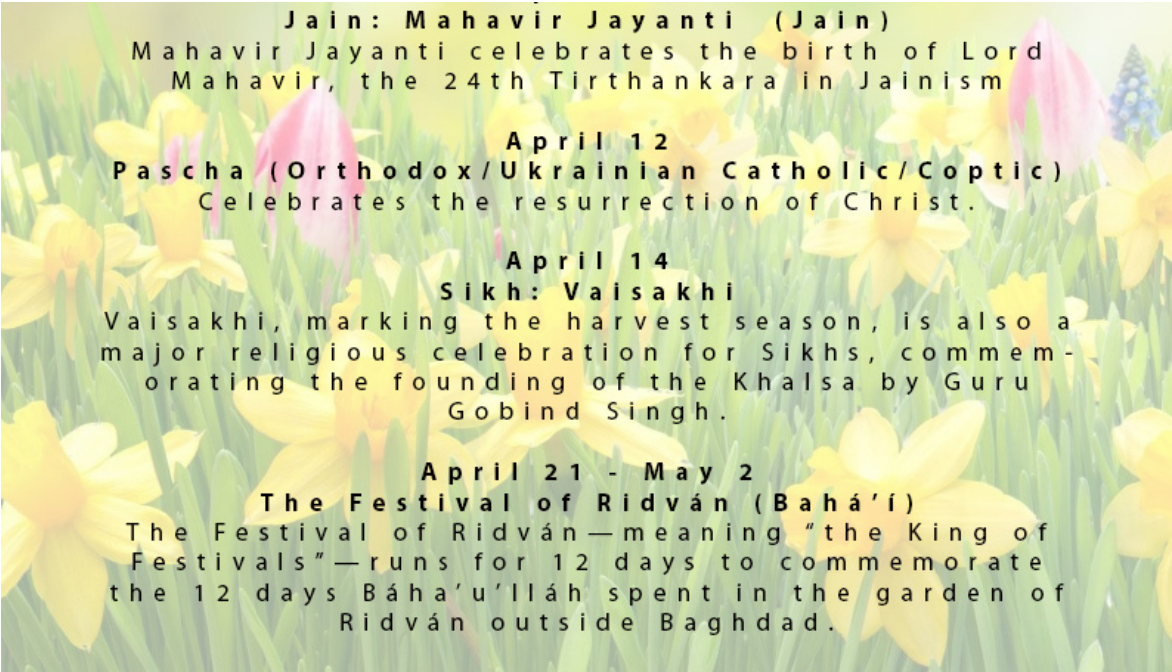 Jain: Mahavir Jayanti (Jain)
Mahavir Jayanti celebrates the birth of Lord
Mahavir, the 24th Tirthankara in Jainism
April 12
Pascha (Orthodox/Ukrainian Catholic/Coptic)
Celebrates the resurrection of Christ.
April 14
Sikh: Vaisakhi
Vaisakhi, marking the harvest season, is also a
major religious celebration for Sikhs, commem-
orating the founding of the Khalsa by Guru
Gobind Singh.
April 21 - May 2
The Festival of Ridván (Bahá’í)
The Festival of Ridván—meaning “the King of
Festivals”—runs for 12 days to commemorate
the 12 days Báha’u’lláh spent in the garden of
Ridván outside Baghdad.